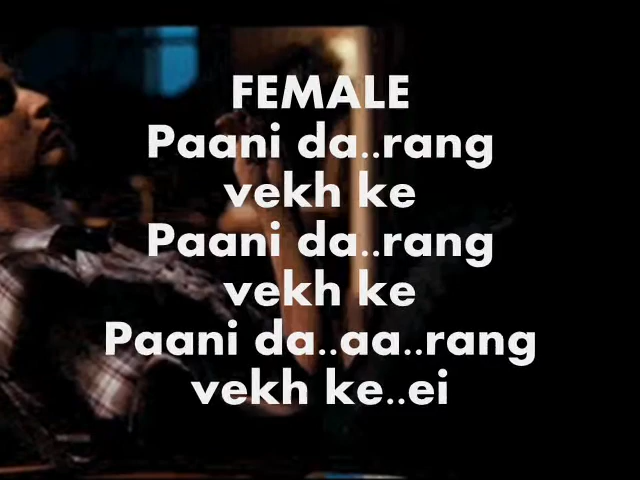 FEMALE
Paani da..rang
vekh ke
Paani da..rang
vekh ke
Paani da..aa..rang
vekh ke..ei